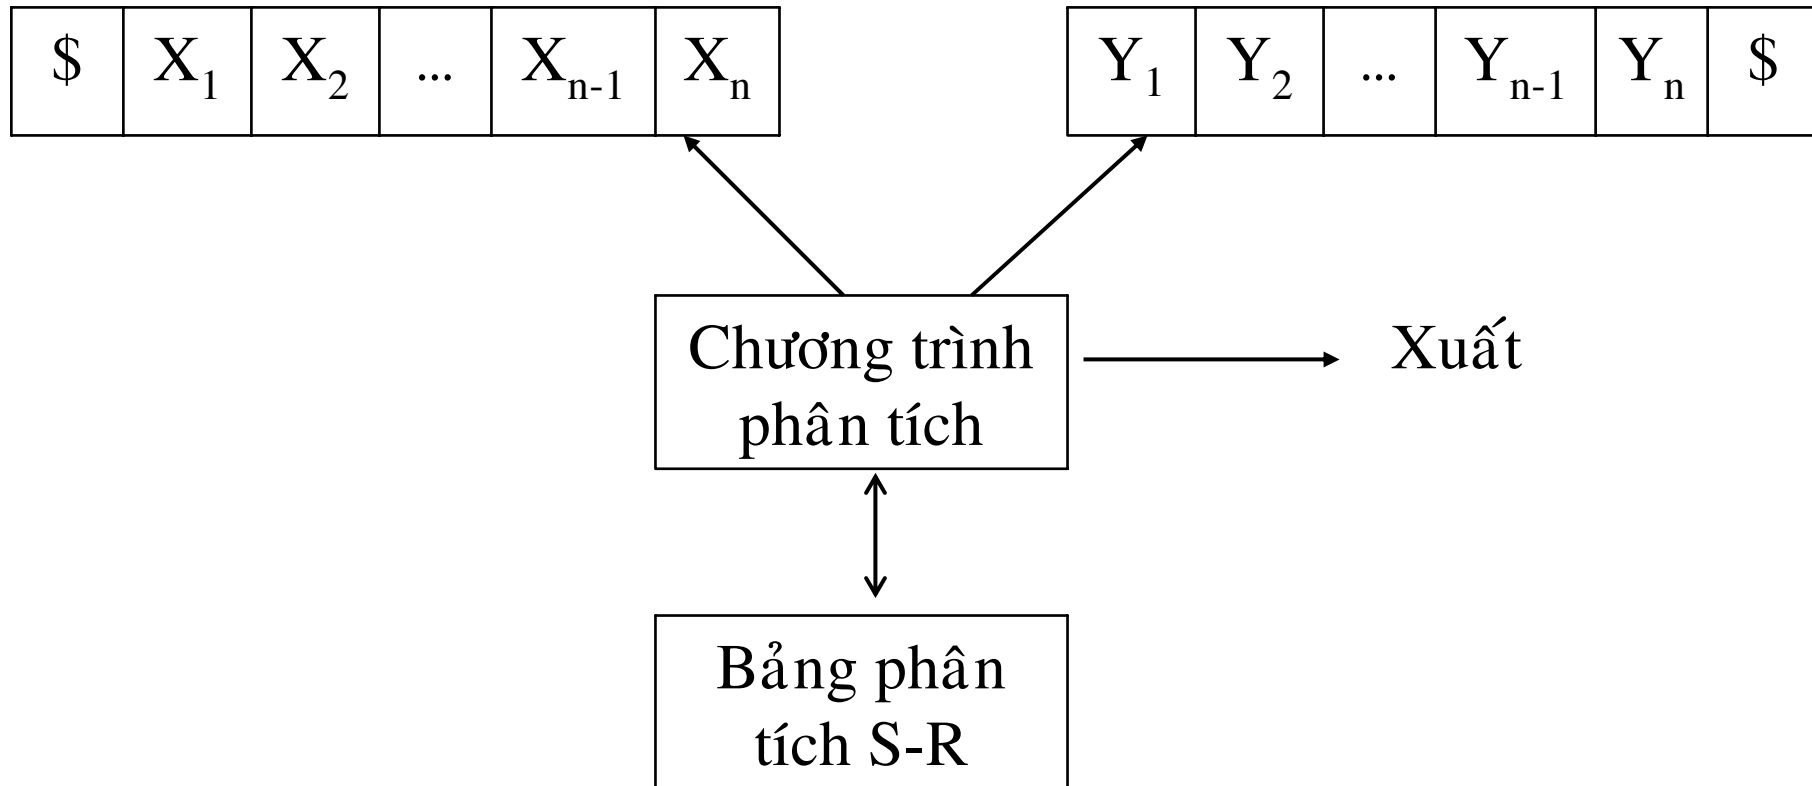 $ X₁ X₂ ... Xₙ₋₁ Xₙ
Y₁ Y₂ ... Yₙ₋₁ Yₙ $
Chương trình
phân tích
Xuất
Bảng phân
tích S-R